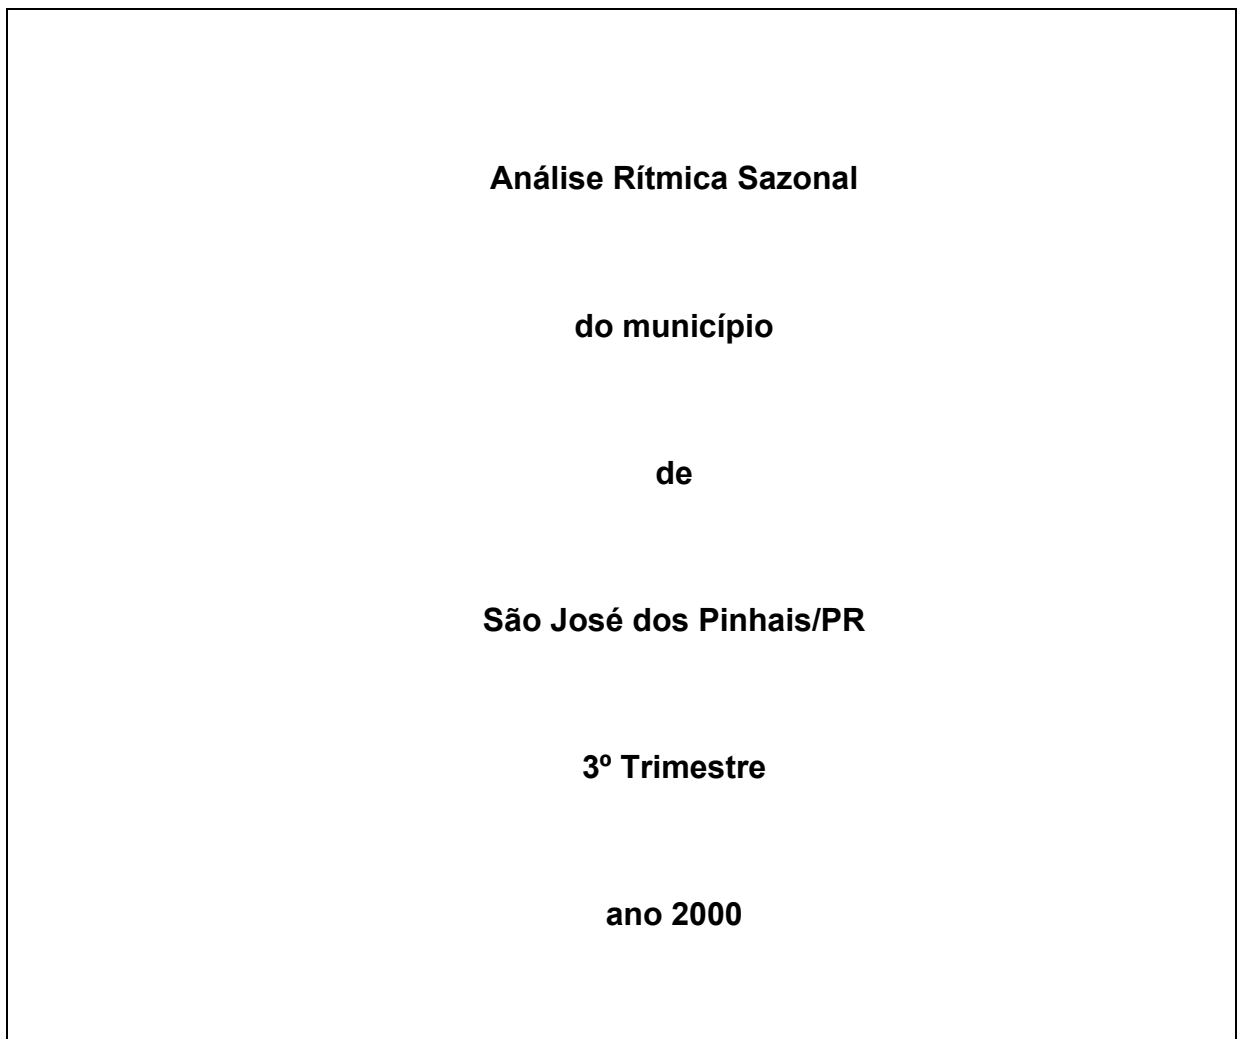 Análise Rítmica Sazonal
do município
de
São José dos Pinhais/PR
3º Trimestre
ano 2000